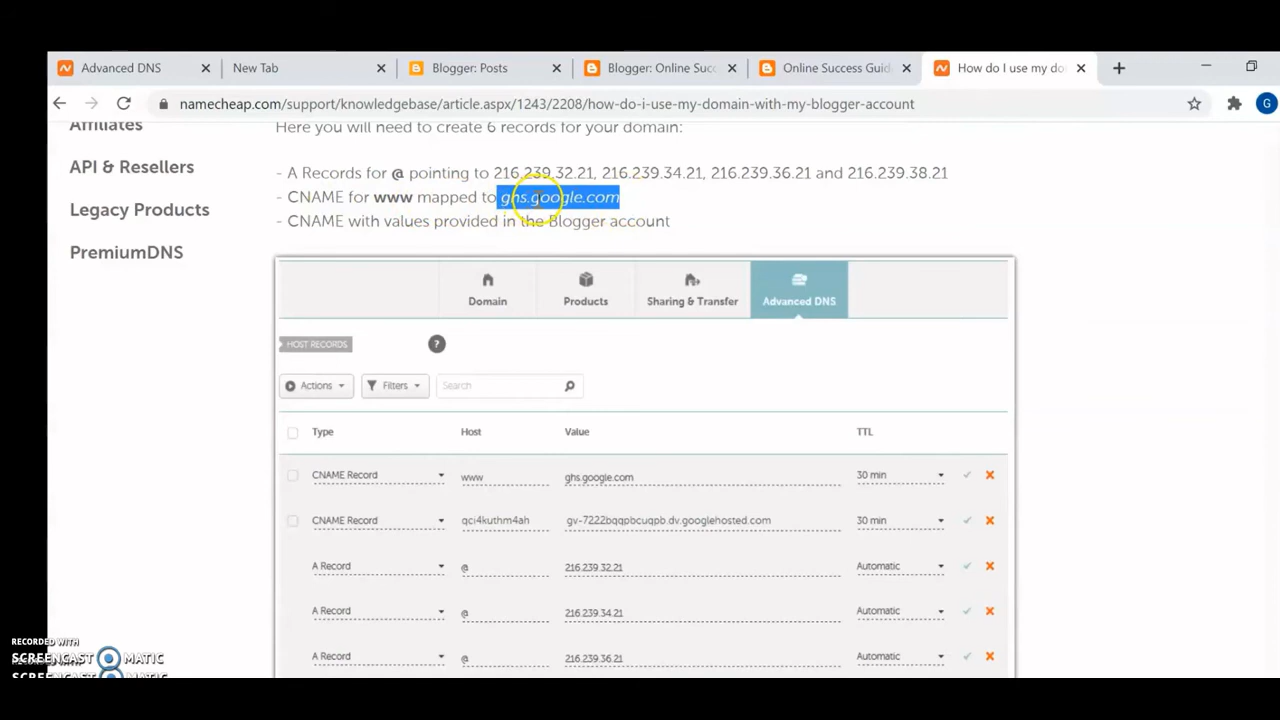 Advanced DNS
New Tab
Blogger: Posts
Blogger: Online Succ
Online Success Guid
How do I use my do
namecheap.com/support/knowledgebase/article.aspx/1243/2208/how-do-i-use-my-domain-with-my-blogger-account
G
Affiliates
API & Resellers
Legacy Products
PremiumDNS
Here you will need to create 6 records for your domain:
- A Records for @ pointing to 216.239.32.21, 216.239.34.21, 216.239.36.21 and 216.239.38.21
- CNAME for www mapped to ghs.google.com
- CNAME with values provided in the Blogger account
Domain
Products
Sharing & Transfer
Advanced DNS
HOST RECORDS
?
Actions
Filters
Search
Type Host Value TTL
CNAME Record www ghs.google.com 30 min
CNAME Record qci4kuthm4ah gv-7222bqqpbcuqpb.dv.googlehosted.com 30 min
A Record @ 216.239.32.21 Automatic
A Record @ 216.239.34.21 Automatic
A Record @ 216.239.36.21 Automatic
RECORDED WITH
SCREENCAST MATIC
SCREENCAST MATIC